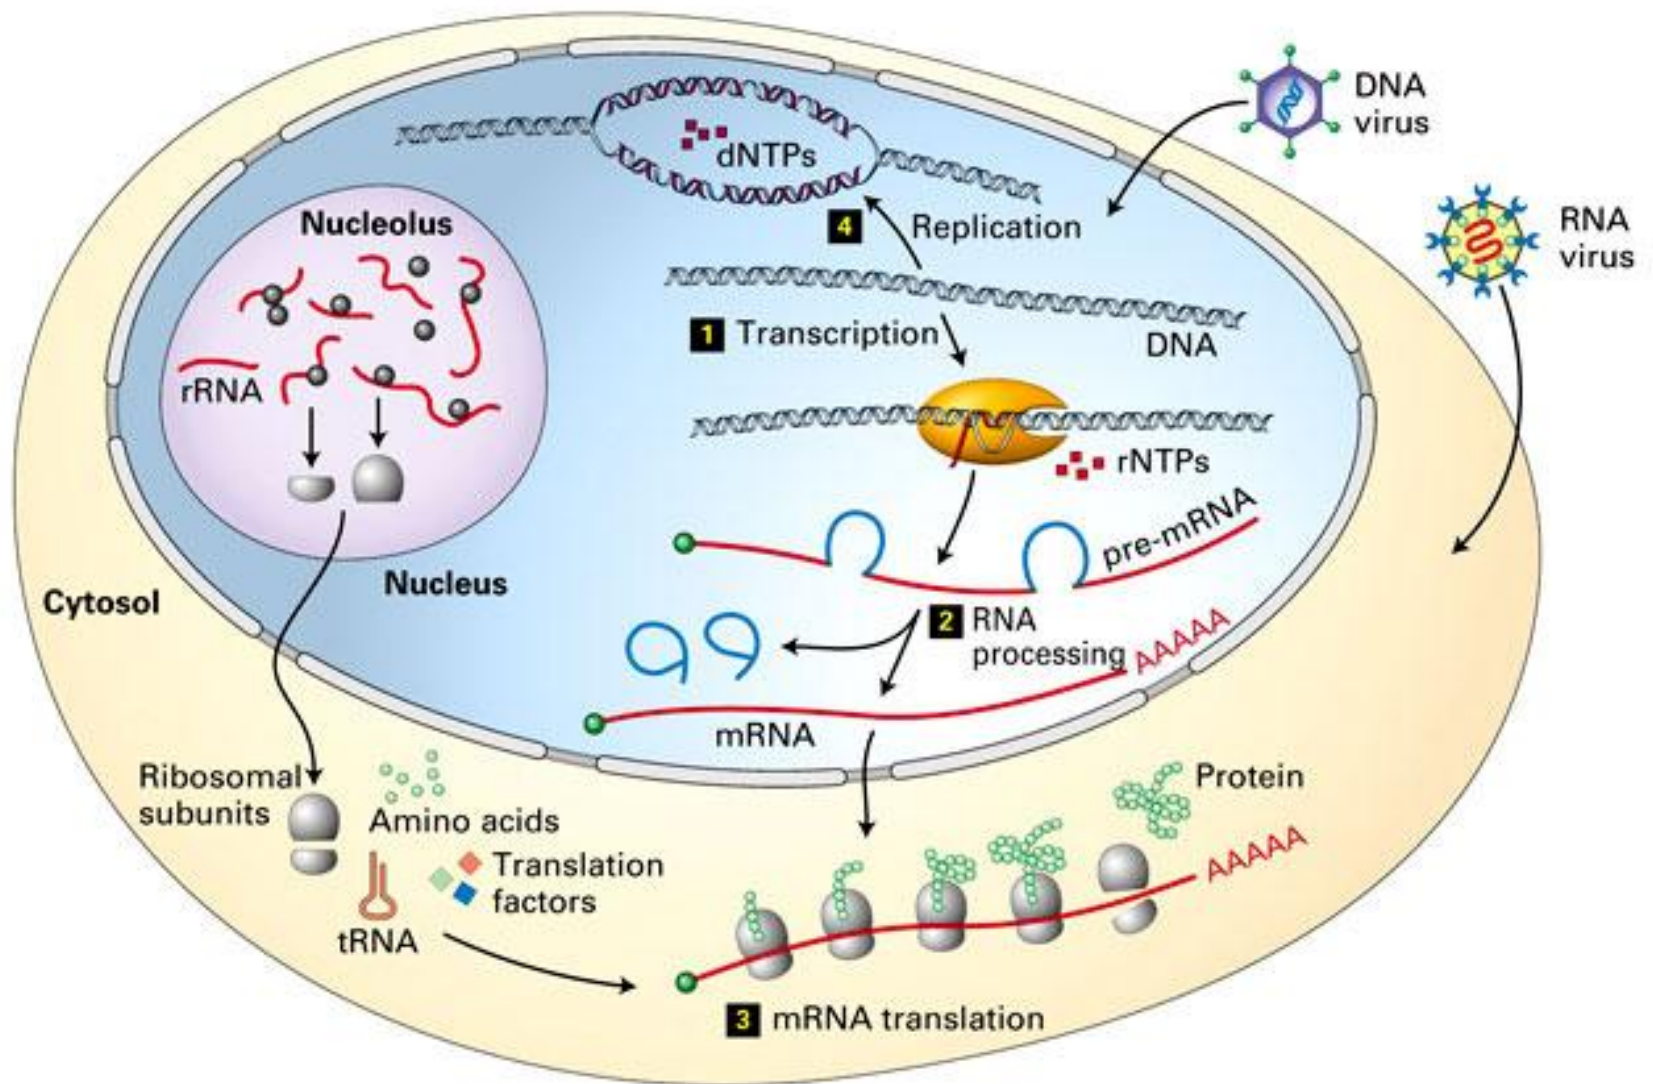 DNA
virus
RNA
virus
dNTPs
4 Replication
Nucleolus
1 Transcription
DNA
rRNA
rNTPs
pre-mRNA
Nucleus
Cytosol
2 RNA
processing
AAAAA
mRNA
Ribosomal
subunits
Amino acids
Translation
factors
tRNA
Protein
AAAAA
3 mRNA translation